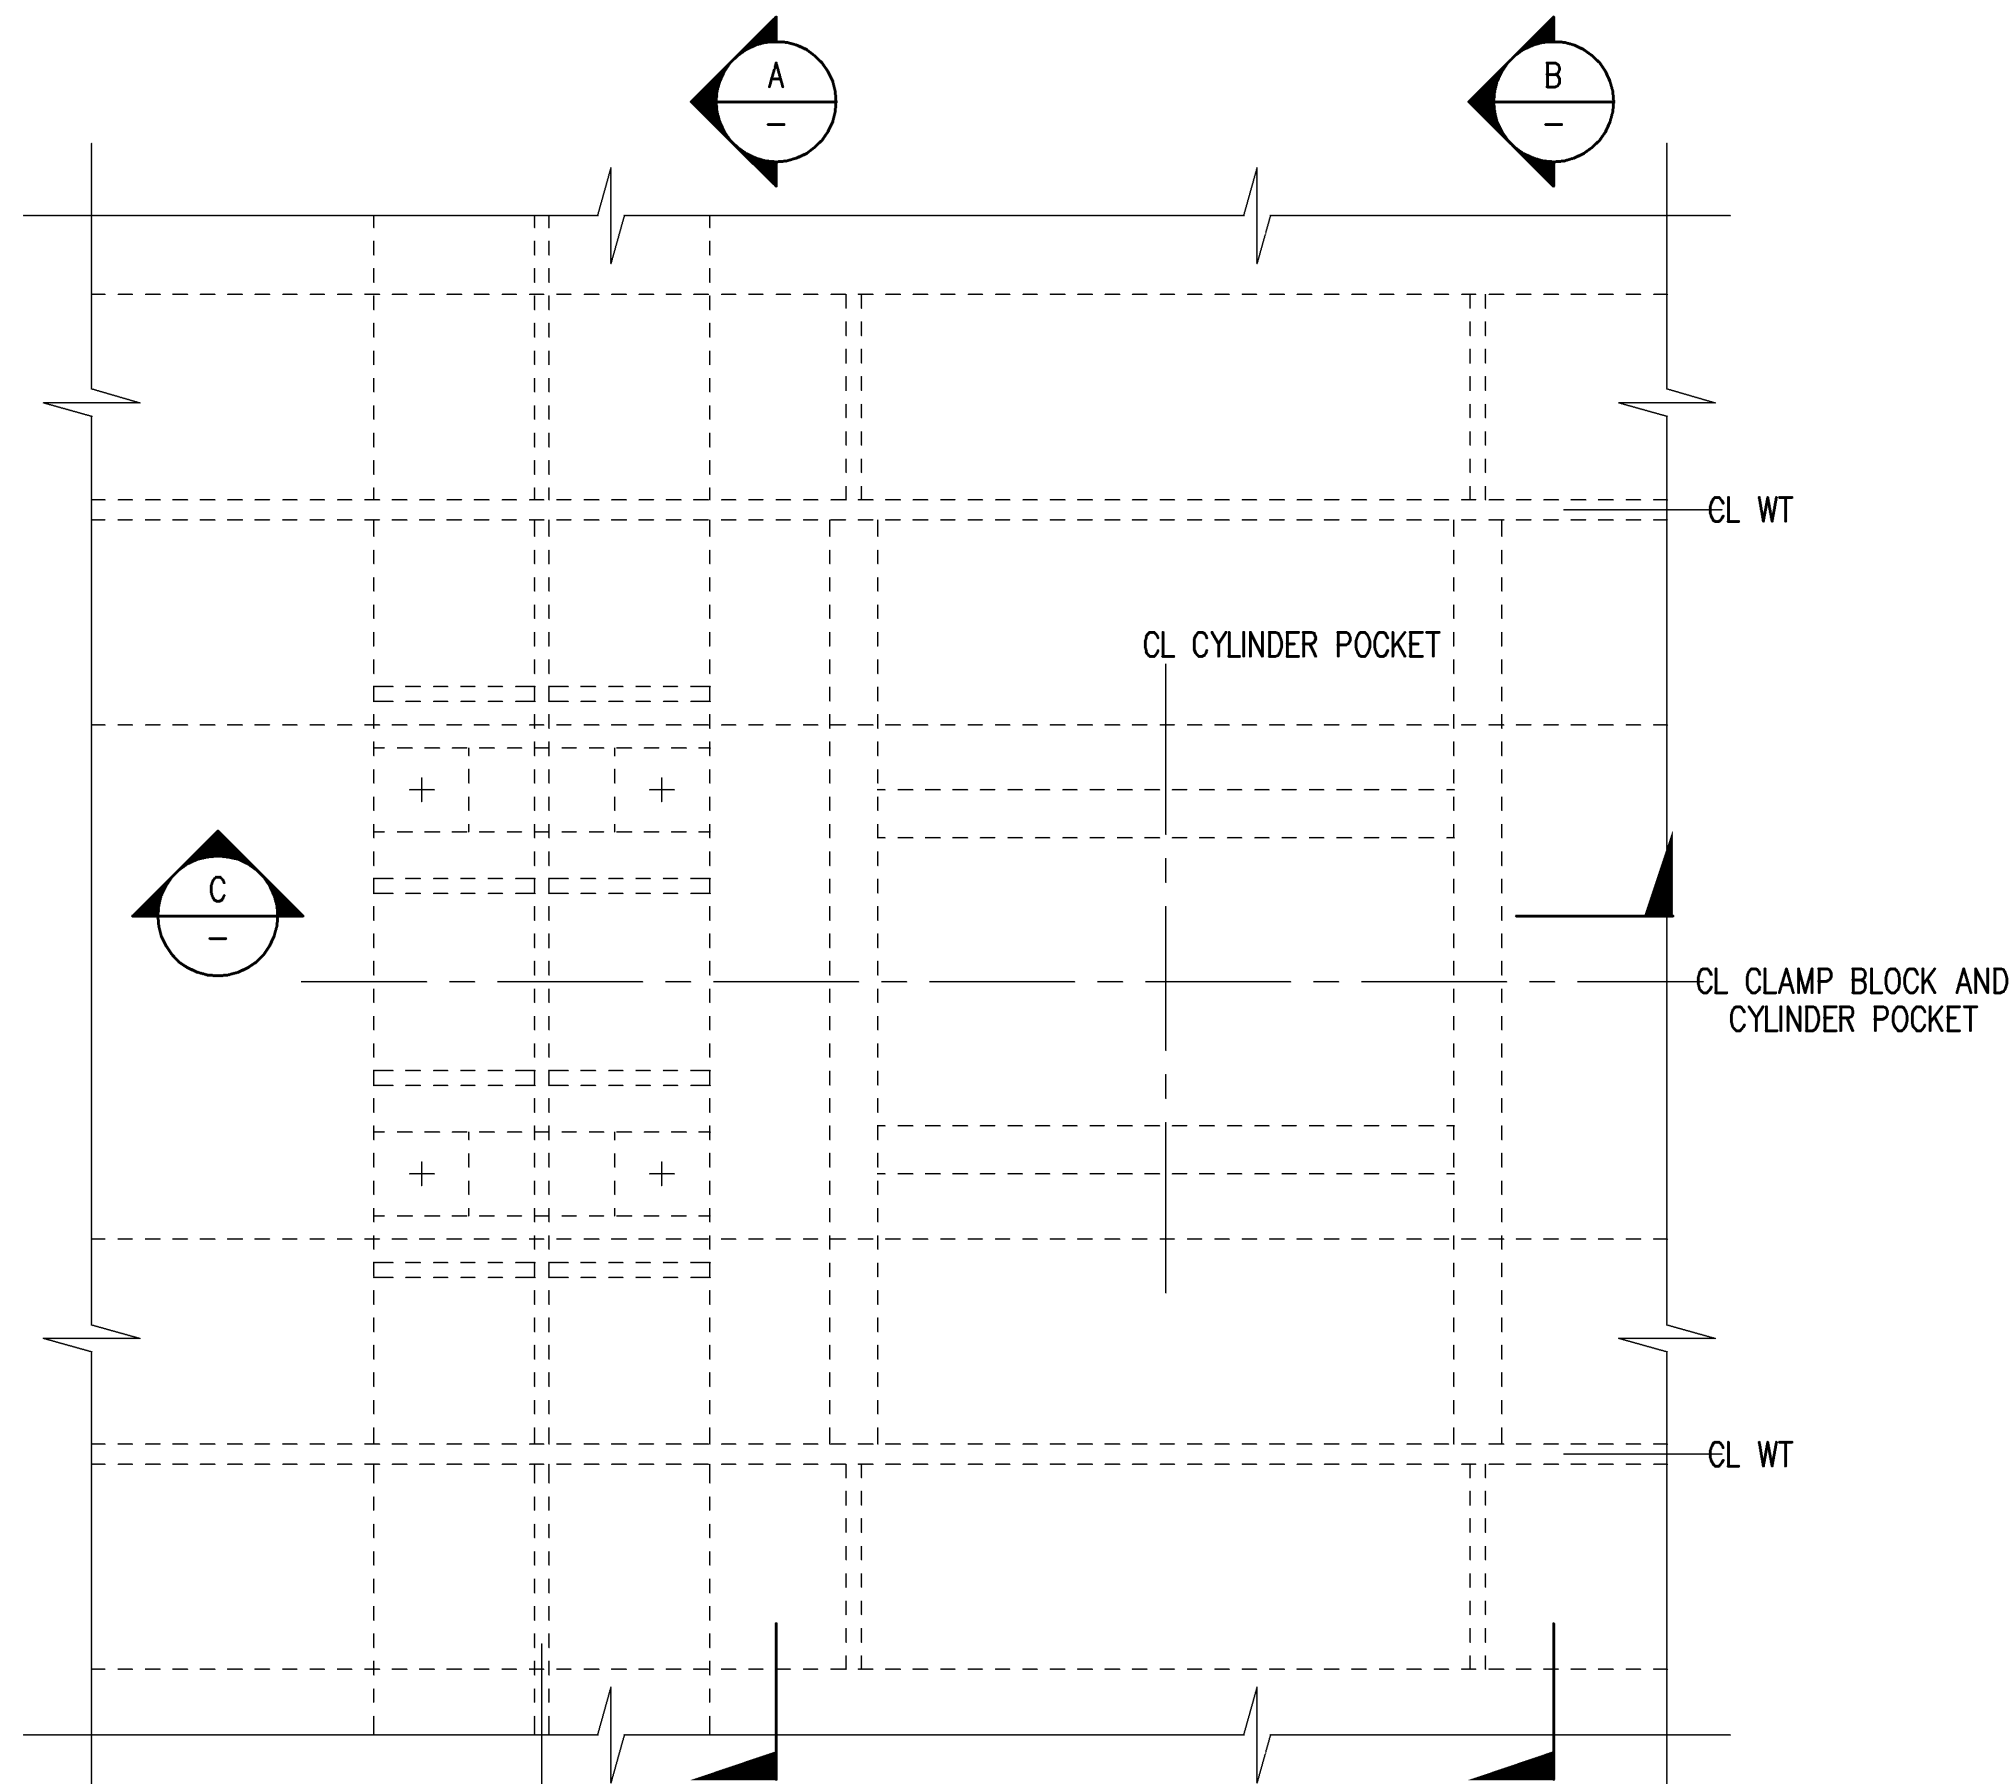 A
–
B
–
CL WT
CL CYLINDER POCKET
C
–
CL CLAMP BLOCK AND
CYLINDER POCKET
CL WT